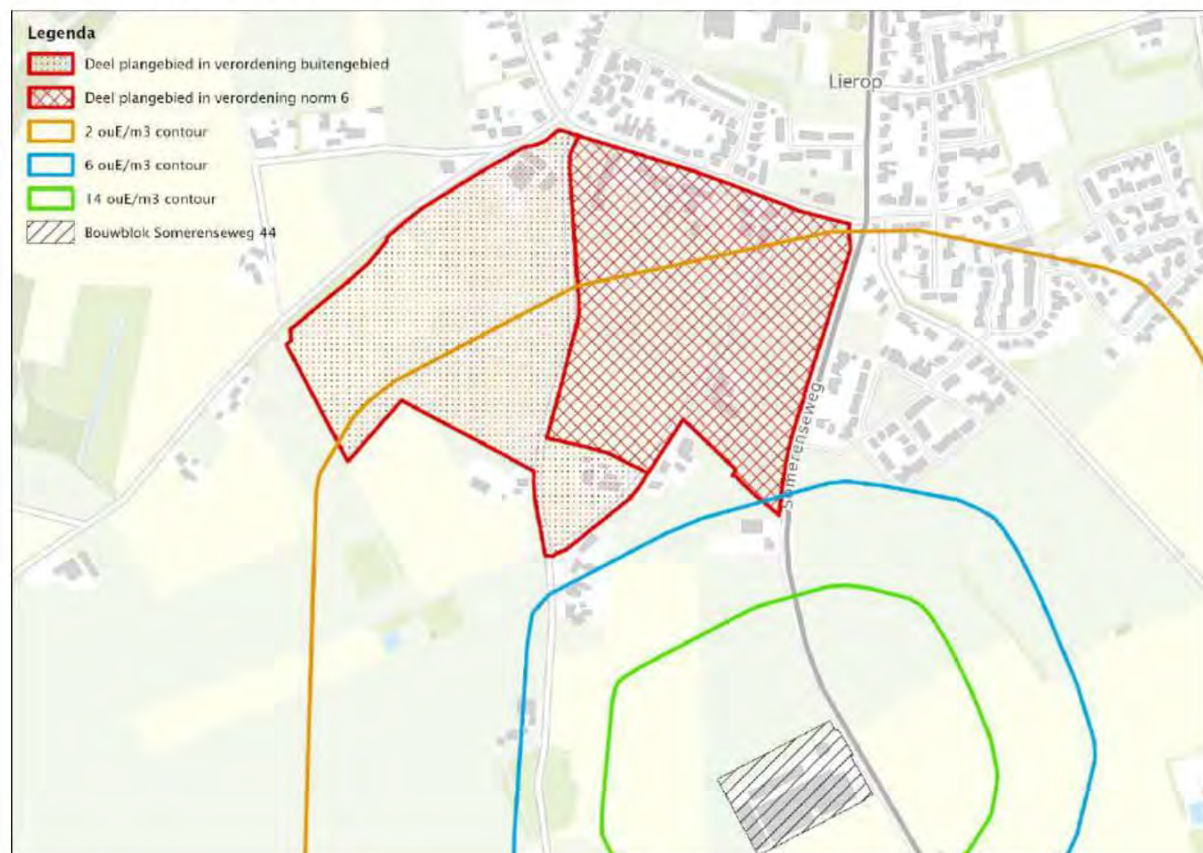 Legenda
Deel plangebied in verordening buitengebied
Deel plangebied in verordening norm 6
2 ouE/m3 contour
6 ouE/m3 contour
14 ouE/m3 contour
Bouwblok Somerenseweg 44
Lierop
Somerenseweg